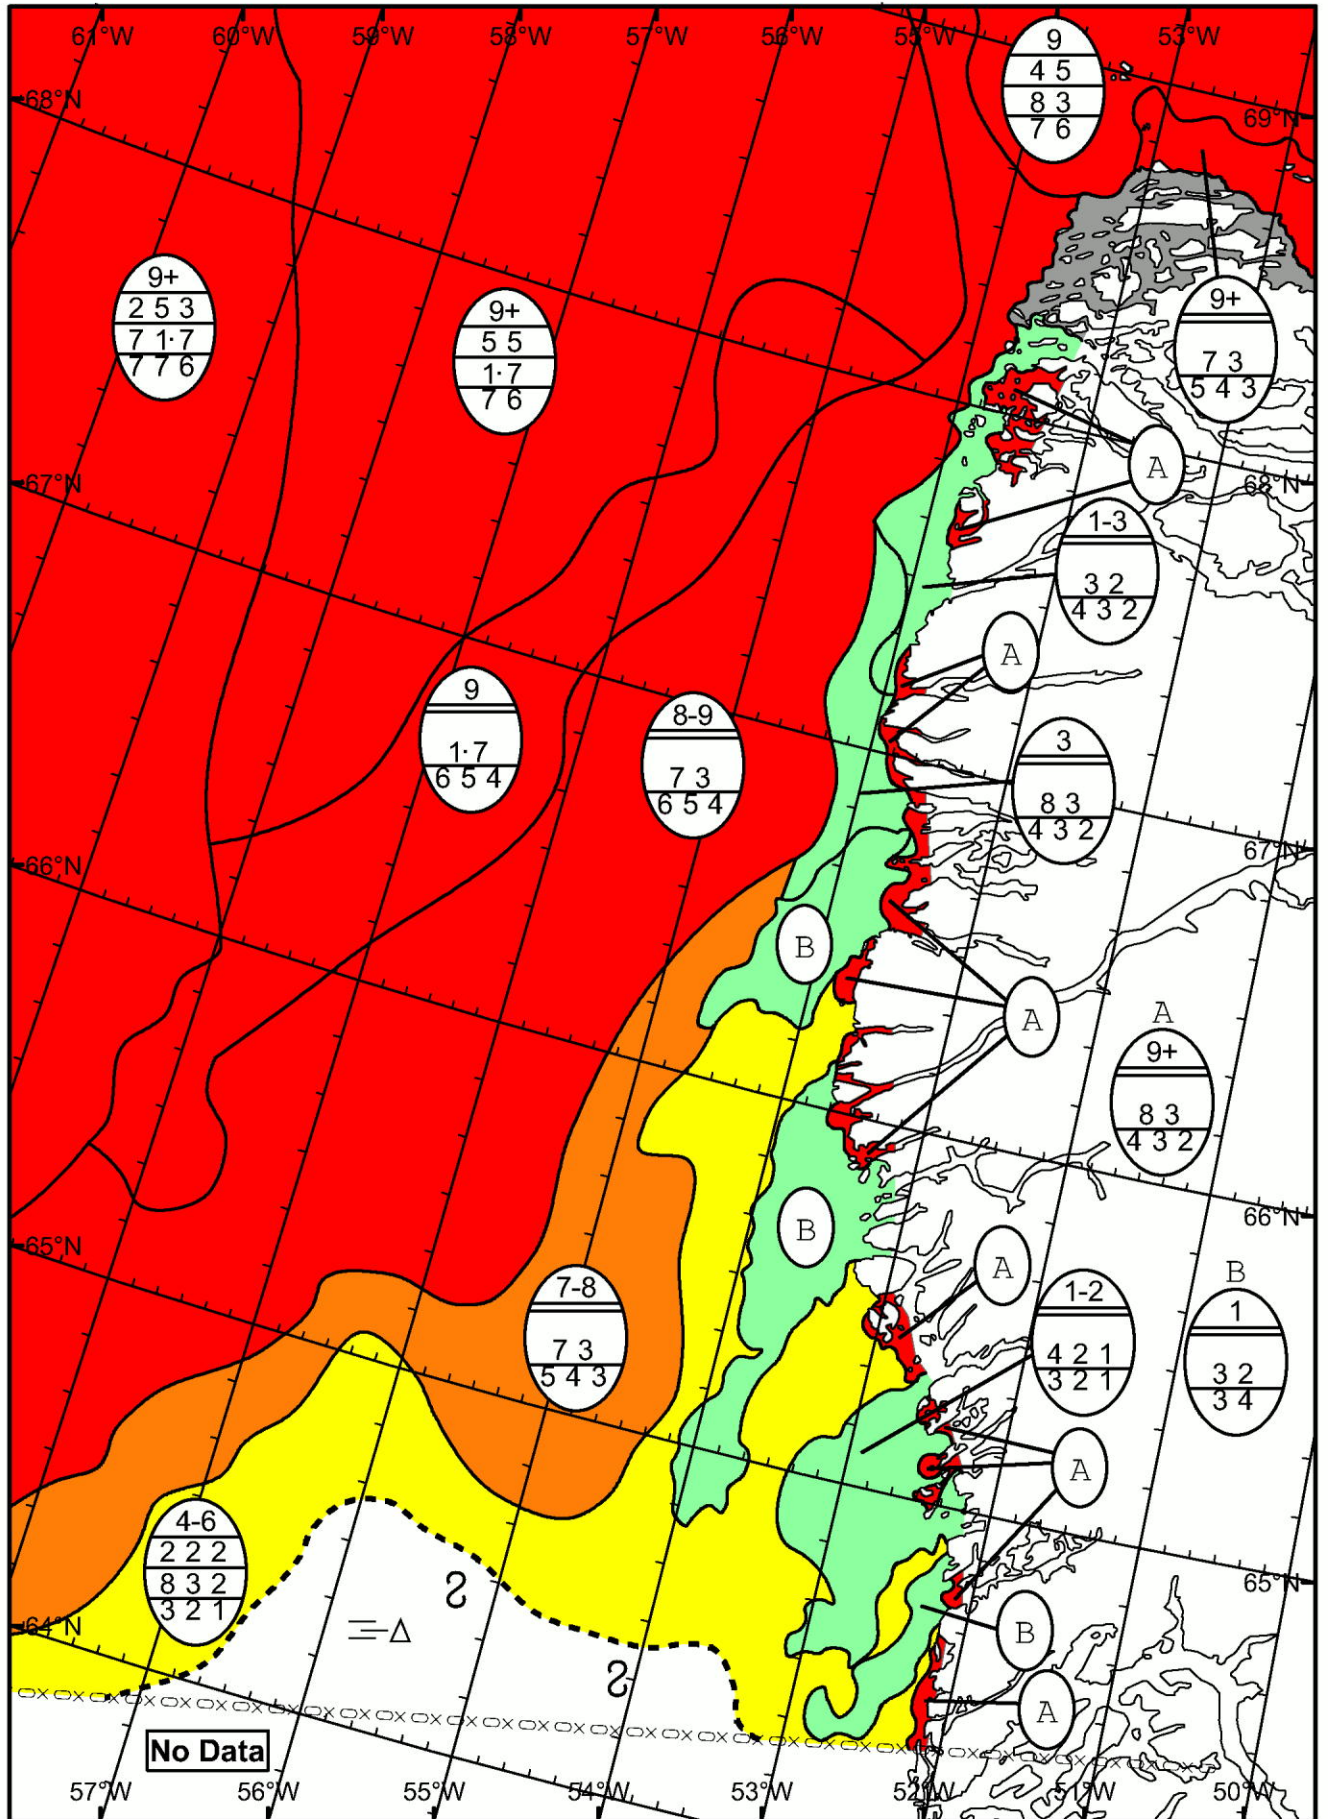 61°W 60°W 59°W 58°W 57°W 56°W 55°W 53°W
9
4 5
8 3
7 6
68°N
69°N
9+
2 5 3
7 1·7
7 7 6
9+
5 5
1·7
7 6
9+
7 3
5 4 3
A
67°N
68°N
1-3
3 2
4 3 2
A
9
1·7
6 5 4
8-9
7 3
6 5 4
3
8 3
4 3 2
66°N
67°N
B
A
A
9+
8 3
4 3 2
B
65°N
66°N
A
7-8
7 3
5 4 3
1-2
4 2 1
3 2 1
B
1
3 2
3 4
A
4-6
2 2 2
8 3 2
3 2 1
65°N
64°N
B
A
No Data
57°W 56°W 55°W 54°W 53°W 52°W 51°W 50°W